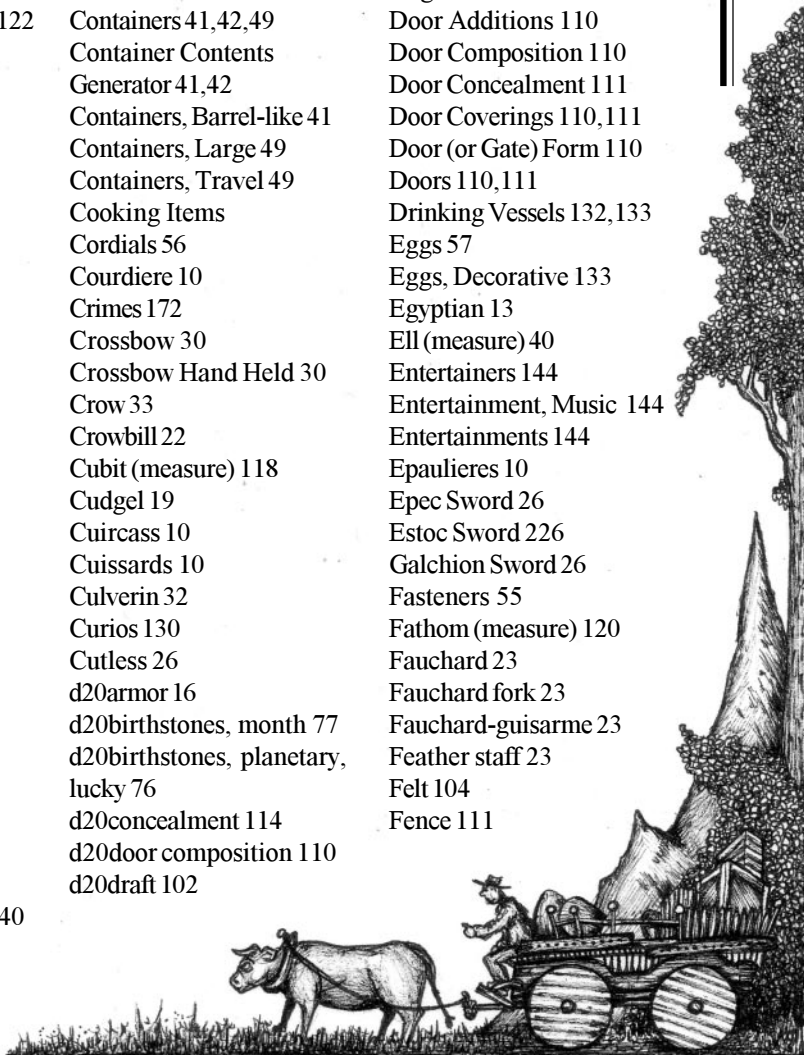 122
40
Containers 41,42,49
Container Contents
Generator 41,42
Containers, Barrel-like 41
Containers, Large 49
Containers, Travel 49
Cooking Items
Cordials 56
Courdiere 10
Crimes 172
Crossbow 30
Crossbow Hand Held 30
Crow 33
Crowbill 22
Cubit (measure) 118
Cudgel 19
Cuircass 10
Cuissards 10
Culverin 32
Curios 130
Cutless 26
d20armor 16
d20birthstones, month 77
d20birthstones, planetary,
lucky 76
d20concealment 114
d20door composition 110
d20draft 102
Door Additions 110
Door Composition 110
Door Concealment 111
Door Coverings 110,111
Door (or Gate) Form 110
Doors 110,111
Drinking Vessels 132,133
Eggs 57
Eggs, Decorative 133
Egyptian 13
Ell (measure) 40
Entertainers 144
Entertainment, Music 144
Entertainments 144
Epaulieres 10
Epec Sword 26
Estoc Sword 226
Galchion Sword 26
Fasteners 55
Fathom (measure) 120
Fauchard 23
Fauchard fork 23
Fauchard-guisarme 23
Feather staff 23
Felt 104
Fence 111